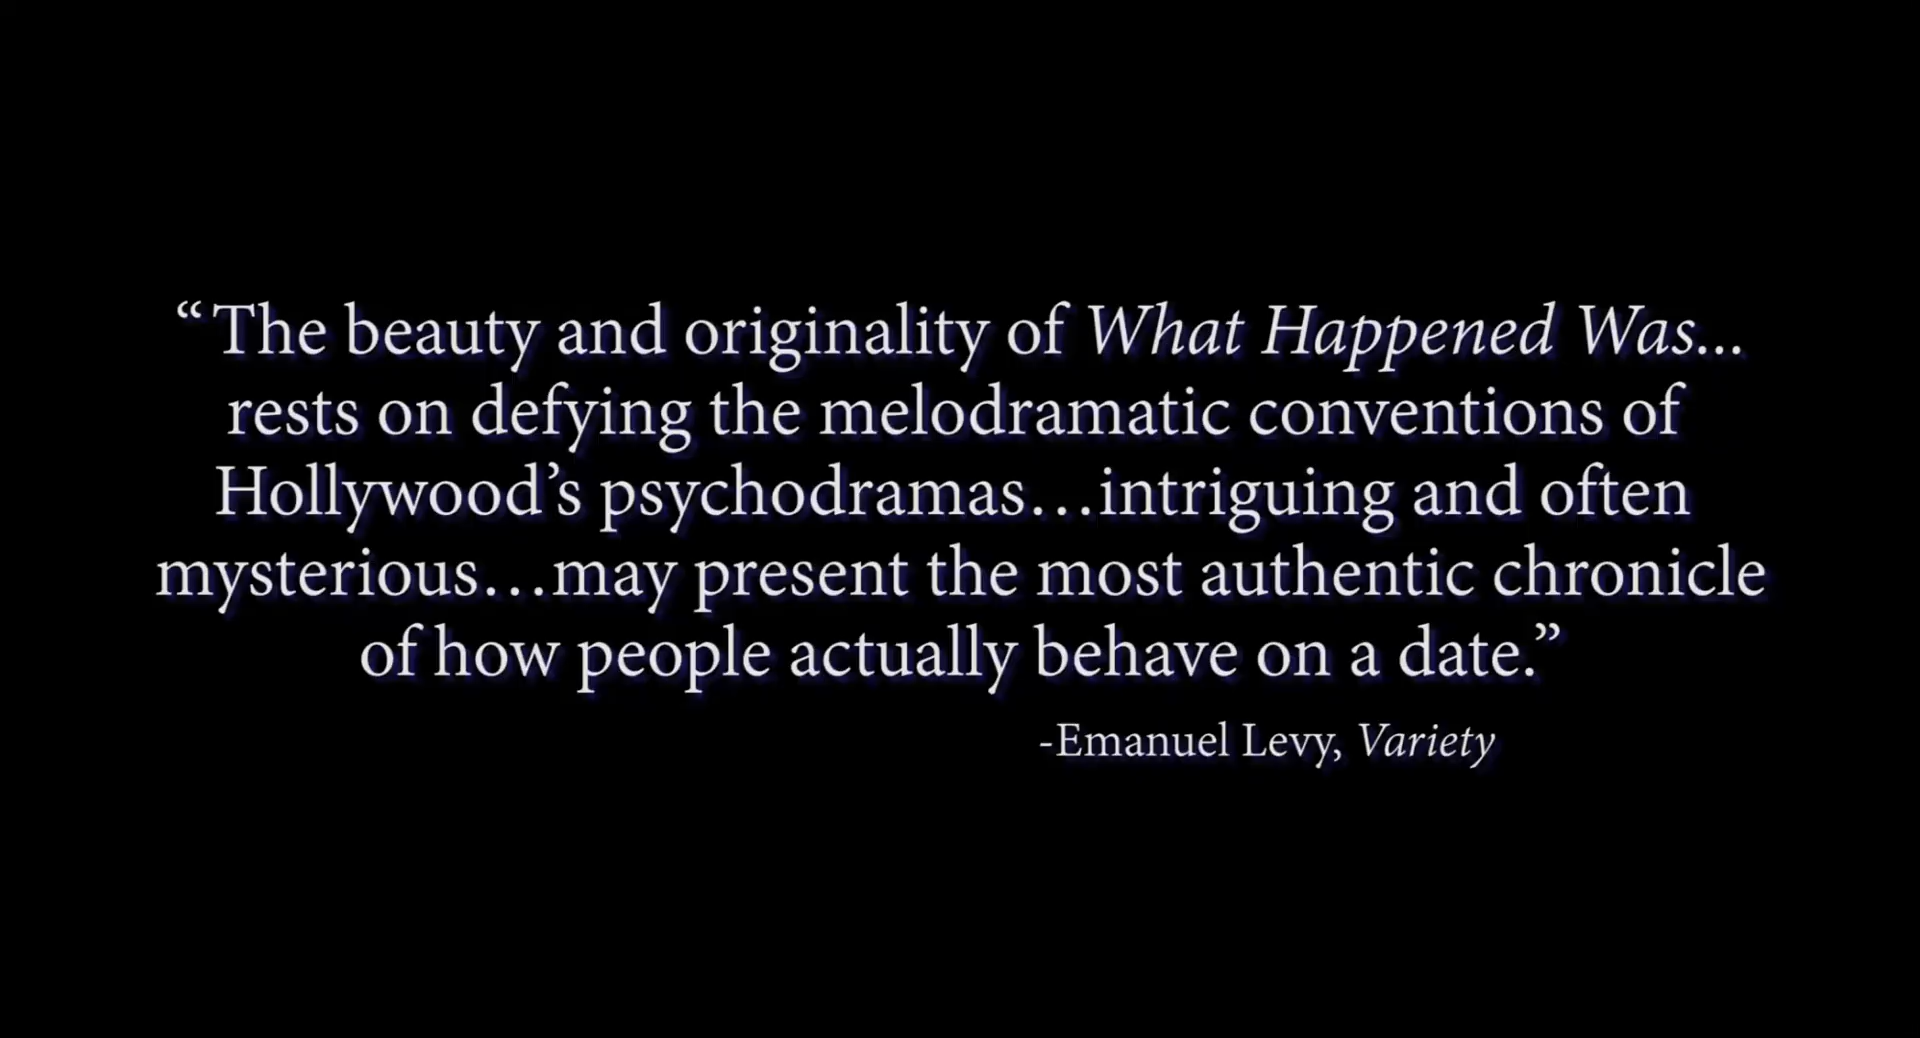 “The beauty and originality of What Happened Was...
rests on defying the melodramatic conventions of
Hollywood’s psychodramas…intriguing and often
mysterious…may present the most authentic chronicle
of how people actually behave on a date.”
-Emanuel Levy, Variety